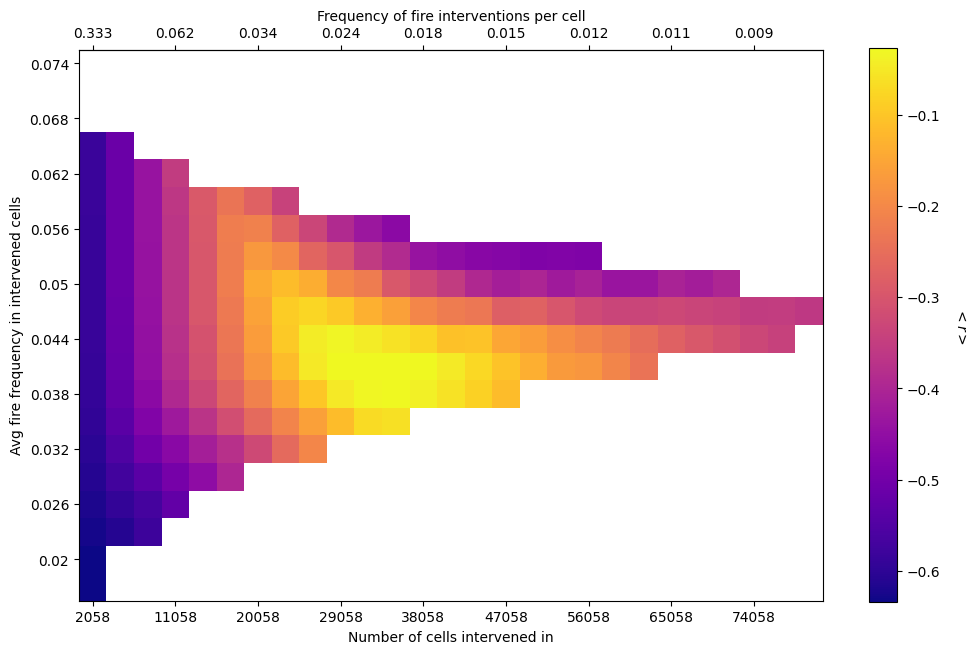 Frequency of fire interventions per cell
0.333 0.062 0.034 0.024 0.018 0.015 0.012 0.011 0.009
Avg fire frequency in intervened cells
0.074
0.068
0.062
0.056
0.05
0.044
0.038
0.032
0.026
0.02
2058 11058 20058 29058 38058 47058 56058 65058 74058
Number of cells intervened in
−0.1
−0.2
−0.3
−0.4
−0.5
−0.6
< r >